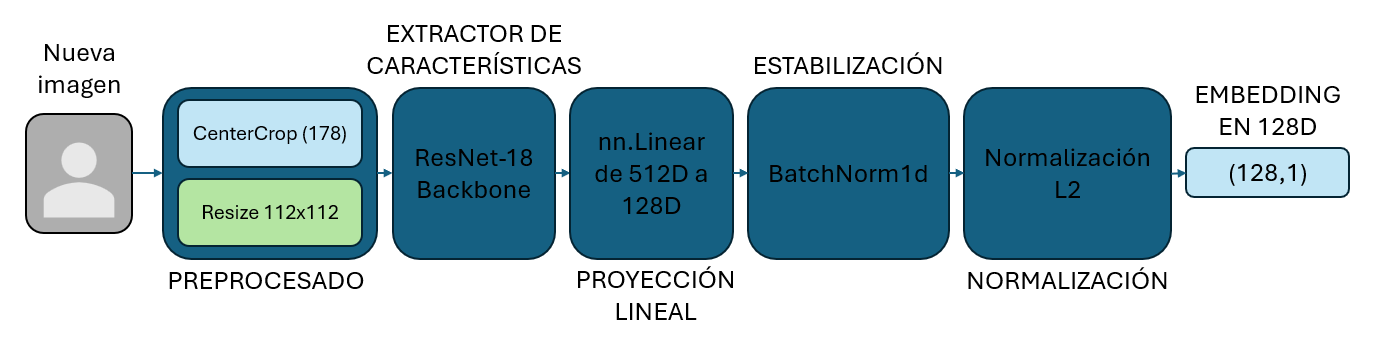 Nueva
imagen
CenterCrop (178)
Resize 112x112
PREPROCESADO
EXTRACTOR DE
CARACTERÍSTICAS
ResNet-18
Backbone
nn.Linear
de 512D a
128D
PROYECCIÓN
LINEAL
ESTABILIZACIÓN
BatchNorm1d
Normalización
L2
NORMALIZACIÓN
EMBEDDING
EN 128D
(128,1)